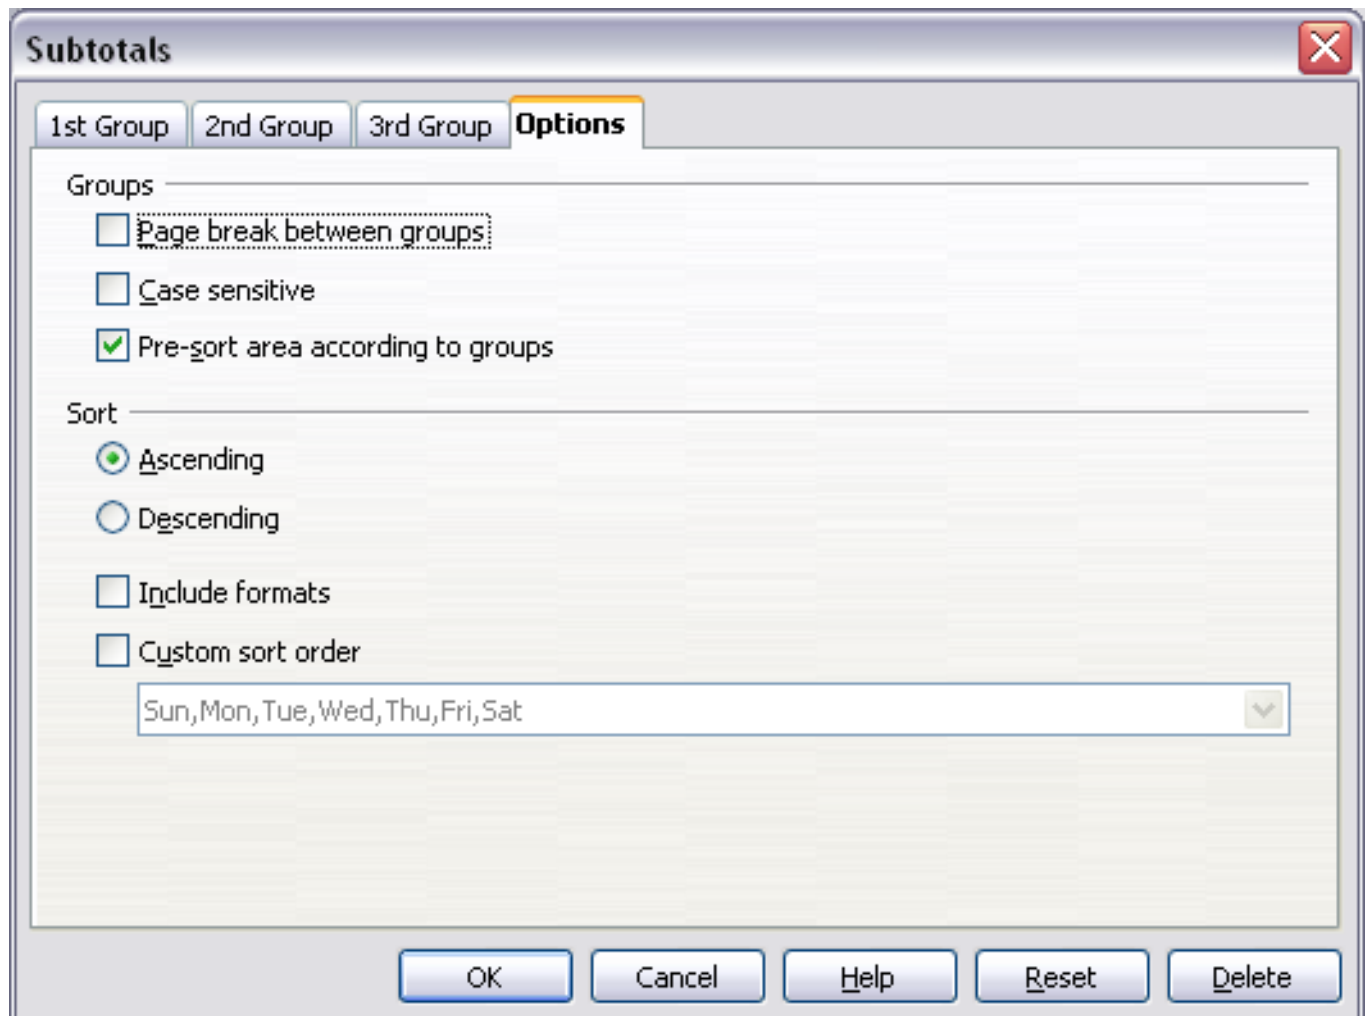 Subtotals
1st Group 2nd Group 3rd Group Options
Groups
Page break between groups
Case sensitive
Pre-sort area according to groups
Sort
Ascending
Descending
Include formats
Custom sort order
Sun,Mon,Tue,Wed,Thu,Fri,Sat
OK Cancel Help Reset Delete